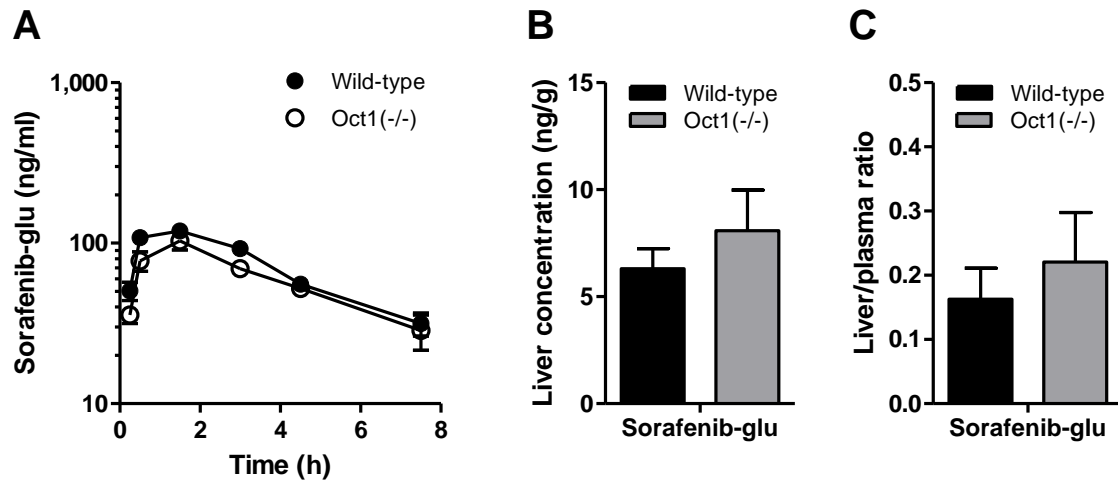 A
Sorafenib-glu (ng/ml)
1,000
100
10
0 2 4 6 8
Time (h)
Wild-type
Oct1(-/-)
B
Liver concentration (ng/g)
15
10
5
0
Wild-type
Oct1(-/-)
Sorafenib-glu
C
Liver/plasma ratio
0.5
0.4
0.3
0.2
0.1
0.0
Wild-type
Oct1(-/-)
Sorafenib-glu